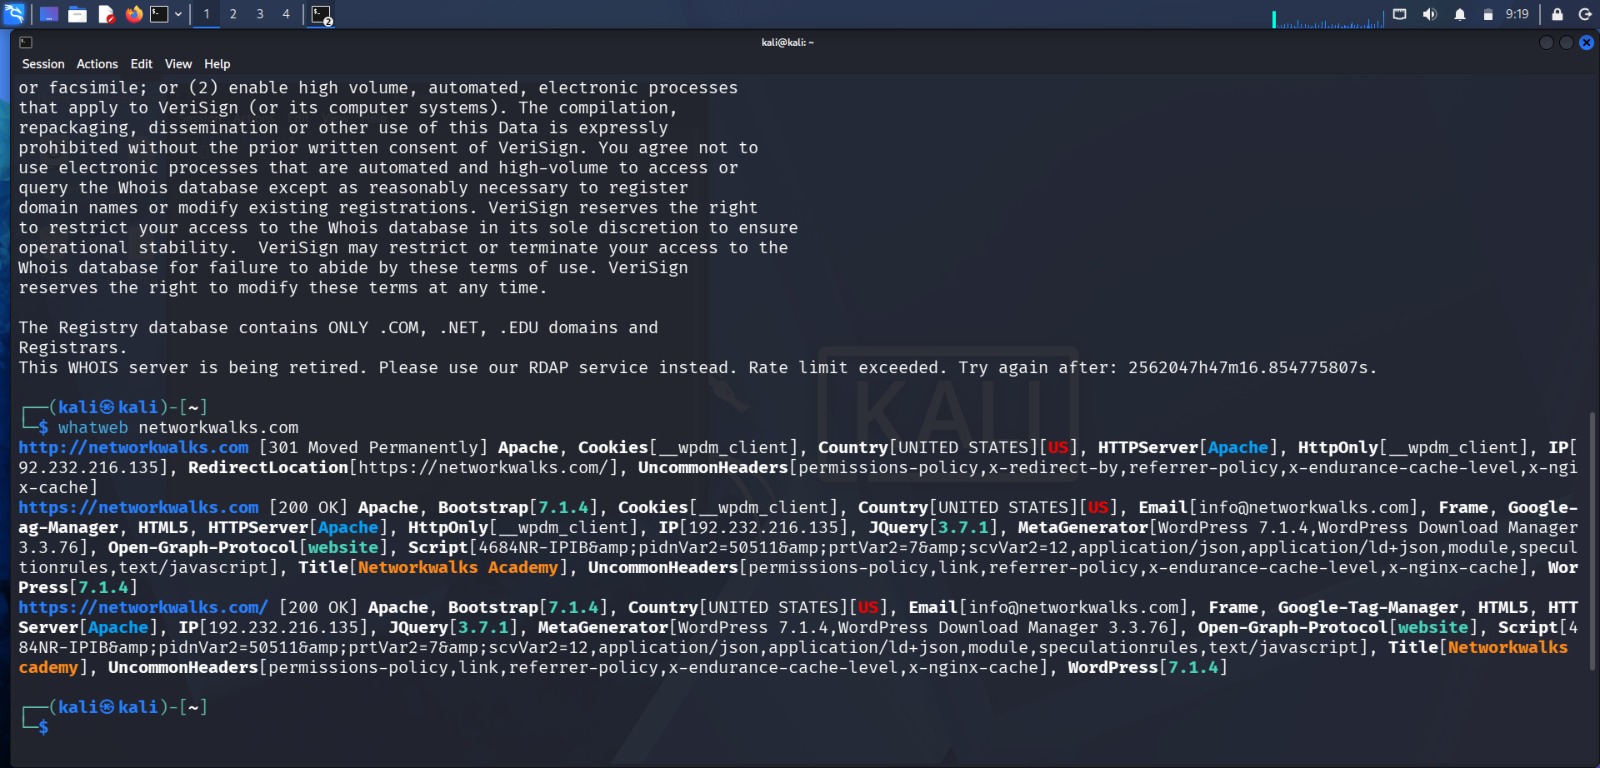 1 2 3 4 2 9:19
kali@kali: ~
Session Actions Edit View Help
or facsimile; or (2) enable high volume, automated, electronic processes
that apply to VeriSign (or its computer systems). The compilation,
repackaging, dissemination or other use of this Data is expressly
prohibited without the prior written consent of VeriSign. You agree not to
use electronic processes that are automated and high-volume to access or
query the Whois database except as reasonably necessary to register
domain names or modify existing registrations. VeriSign reserves the right
to restrict your access to the Whois database in its sole discretion to ensure
operational stability.  VeriSign may restrict or terminate your access to the
Whois database for failure to abide by these terms of use. VeriSign
reserves the right to modify these terms at any time.
The Registry database contains ONLY .COM, .NET, .EDU domains and
Registrars.
This WHOIS server is being retired. Please use our RDAP service instead. Rate limit exceeded. Try again after: 2562047h47m16.854775807s.
┌──(kali㉿kali)-[~]
└─$ whatweb networkwalks.com
http://networkwalks.com [301 Moved Permanently] Apache, Cookies[__wpdm_client], Country[UNITED STATES][US], HTTPServer[Apache], HttpOnly[__wpdm_client], IP[
92.232.216.135], RedirectLocation[https://networkwalks.com/], UncommonHeaders[permissions-policy,x-redirect-by,referrer-policy,x-endurance-cache-level,x-ngi
x-cache]
https://networkwalks.com [200 OK] Apache, Bootstrap[7.1.4], Cookies[__wpdm_client], Country[UNITED STATES][US], Email[info@networkwalks.com], Frame, Google-
ag-Manager, HTML5, HTTPServer[Apache], HttpOnly[__wpdm_client], IP[192.232.216.135], JQuery[3.7.1], MetaGenerator[WordPress 7.1.4,WordPress Download Manager
3.3.76], Open-Graph-Protocol[website], Script[4684NR-IPIB&amp;pidnVar2=50511&amp;prtVar2=7&amp;scvVar2=12,application/json,application/ld+json,module,specul
tionrules,text/javascript], Title[Networkwalks Academy], UncommonHeaders[permissions-policy,link,referrer-policy,x-endurance-cache-level,x-nginx-cache], Wor
Press[7.1.4]
https://networkwalks.com/ [200 OK] Apache, Bootstrap[7.1.4], Country[UNITED STATES][US], Email[info@networkwalks.com], Frame, Google-Tag-Manager, HTML5, HTT
Server[Apache], IP[192.232.216.135], JQuery[3.7.1], MetaGenerator[WordPress 7.1.4,WordPress Download Manager 3.3.76], Open-Graph-Protocol[website], Script[4
84NR-IPIB&amp;pidnVar2=50511&amp;prtVar2=7&amp;scvVar2=12,application/json,application/ld+json,module,speculationrules,text/javascript], Title[Networkwalks
cademy], UncommonHeaders[permissions-policy,link,referrer-policy,x-endurance-cache-level,x-nginx-cache], WordPress[7.1.4]
┌──(kali㉿kali)-[~]
└─$
KALI